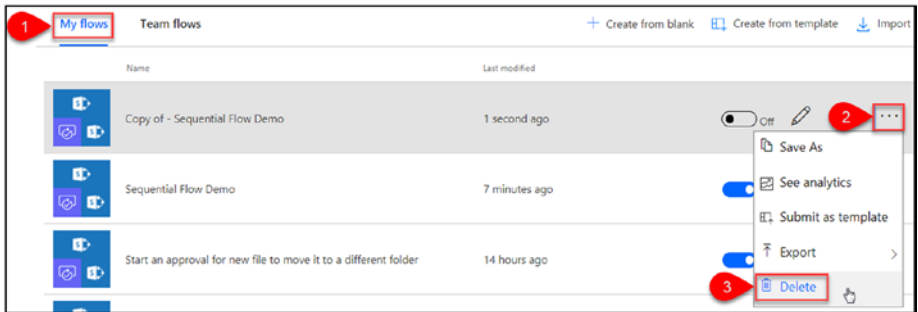 1 My flows Team flows + Create from blank Create from template Import
Name Last modified
Copy of - Sequential Flow Demo 1 second ago Off 2 ...
Save As
Sequential Flow Demo 7 minutes ago See analytics
Submit as template
Start an approval for new file to move it to a different folder 14 hours ago Export >
3 Delete